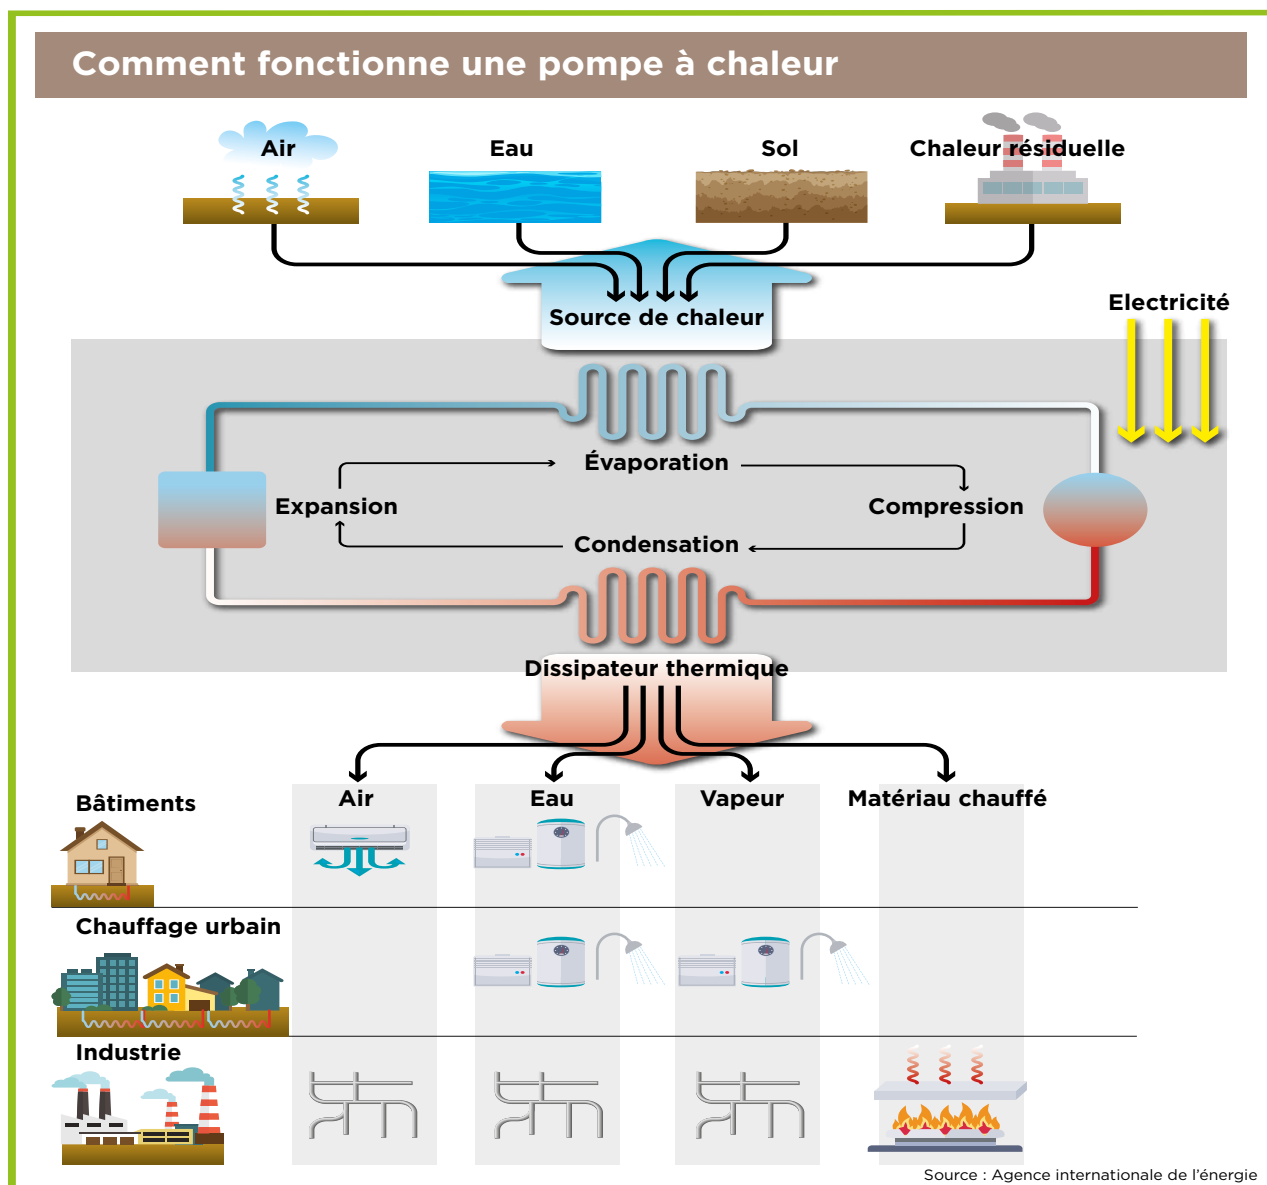 Comment fonctionne une pompe à chaleur
Air
Eau
Sol
Chaleur résiduelle
Source de chaleur
Electricité
Évaporation
Expansion
Compression
Condensation
Dissipateur thermique
Bâtiments
Air
Eau
Vapeur
Matériau chauffé
Chauffage urbain
Industrie
Source : Agence internationale de l'énergie